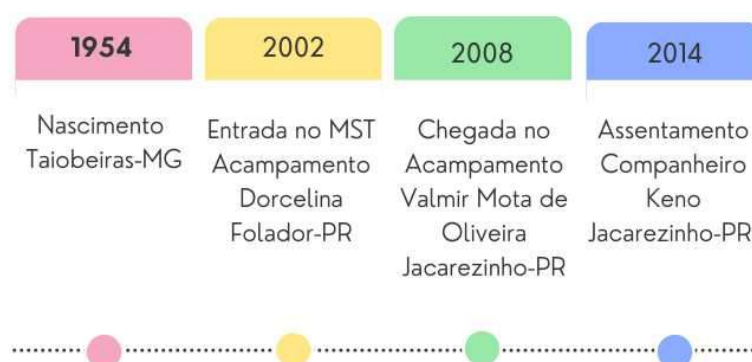 1954
Nascimento
Taiobeiras-MG
2002
Entrada no MST
Acampamento
Dorcelina
Folador-PR
2008
Chegada no
Acampamento
Valmir Mota de
Oliveira
Jacarezinho-PR
2014
Assentamento
Companheiro
Keno
Jacarezinho-PR